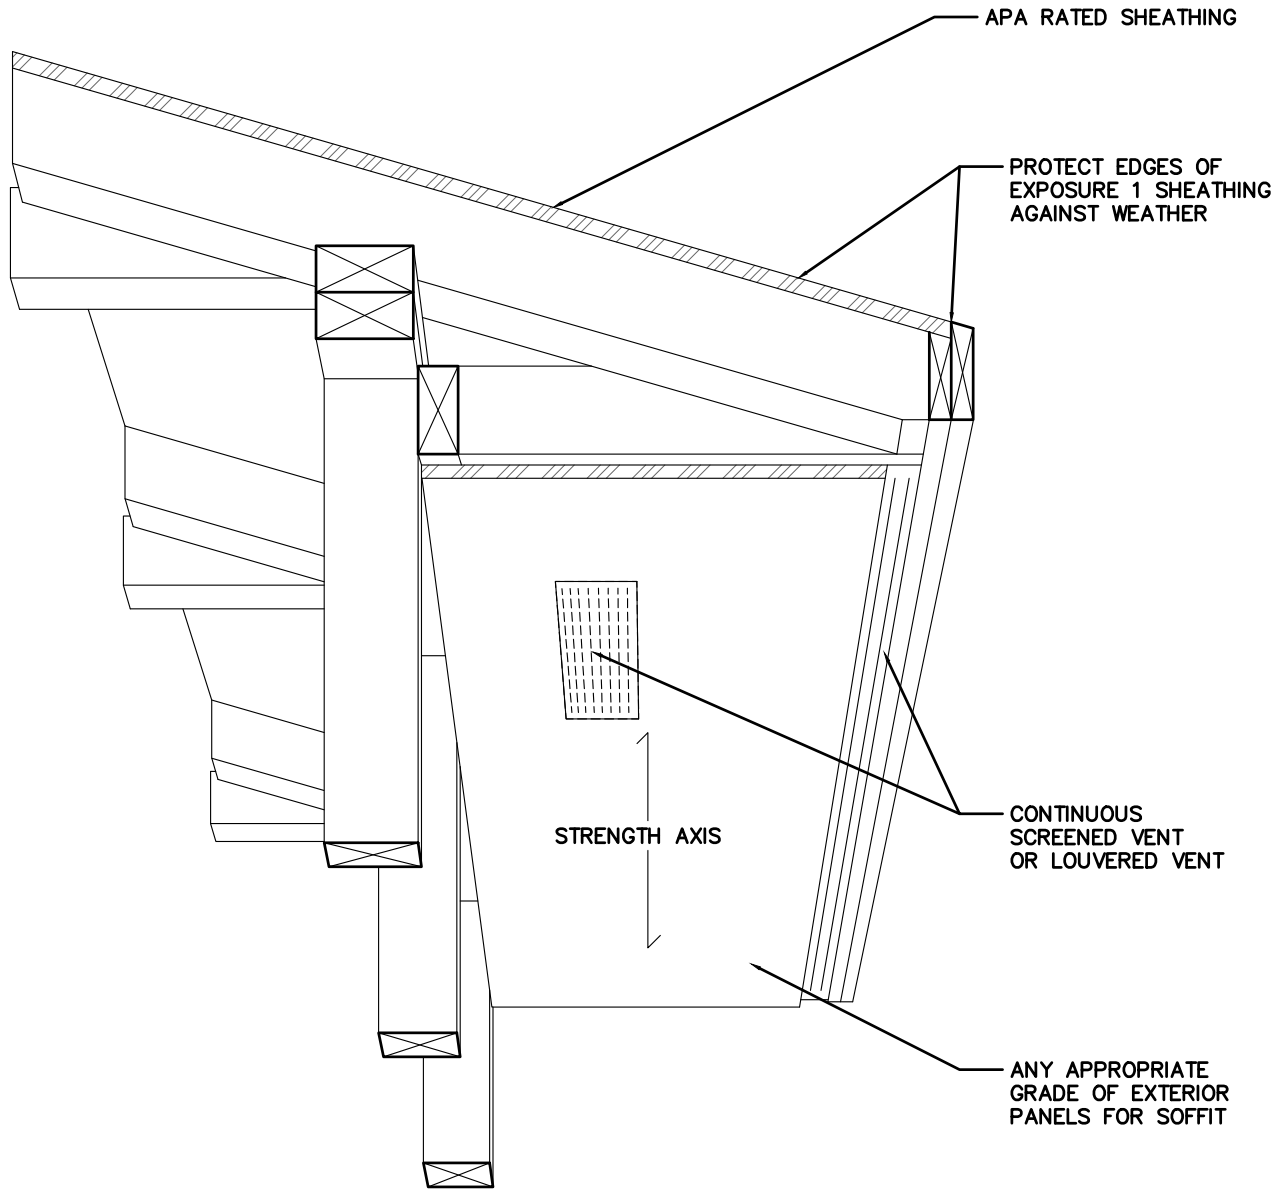 APA RATED SHEATHING
PROTECT EDGES OF
EXPOSURE 1 SHEATHING
AGAINST WEATHER
STRENGTH AXIS
CONTINUOUS
SCREENED VENT
OR LOUVERED VENT
ANY APPROPRIATE
GRADE OF EXTERIOR
PANELS FOR SOFFIT